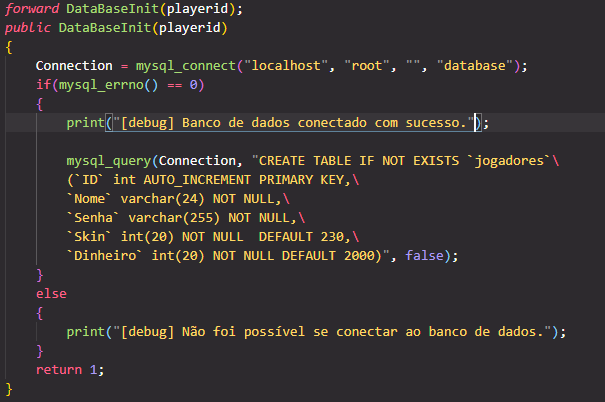 forward DataBaseInit(playerid);
public DataBaseInit(playerid)
{
    Connection = mysql_connect("localhost", "root", "", "database");
    if(mysql_errno() == 0)
    {
        print("[debug] Banco de dados conectado com sucesso.");
        mysql_query(Connection, "CREATE TABLE IF NOT EXISTS `jogadores`\
        (`ID` int AUTO_INCREMENT PRIMARY KEY,\
        `Nome` varchar(24) NOT NULL,\
        `Senha` varchar(255) NOT NULL,\
        `Skin` int(20) NOT NULL  DEFAULT 230,\
        `Dinheiro` int(20) NOT NULL DEFAULT 2000)", false);
    }
    else
    {
        print("[debug] Não foi possível se conectar ao banco de dados.");
    }
    return 1;
}